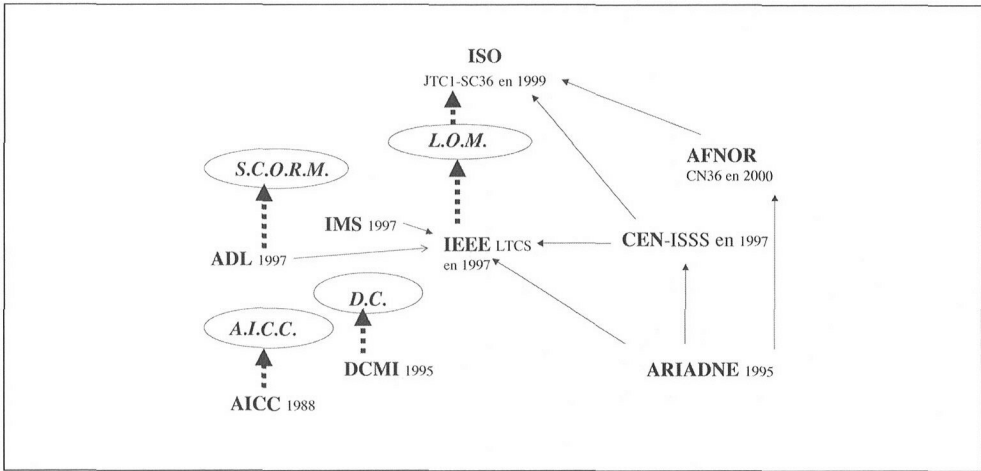 ISO
JTC1-SC36 en 1999
L.O.M.
AFNOR
CN36 en 2000
S.C.O.R.M.
IMS 1997
IEEE LTCS
en 1997
CEN-ISSS en 1997
ADL 1997
D.C.
A.I.C.C.
DCMI 1995
ARIADNE 1995
AICC 1988